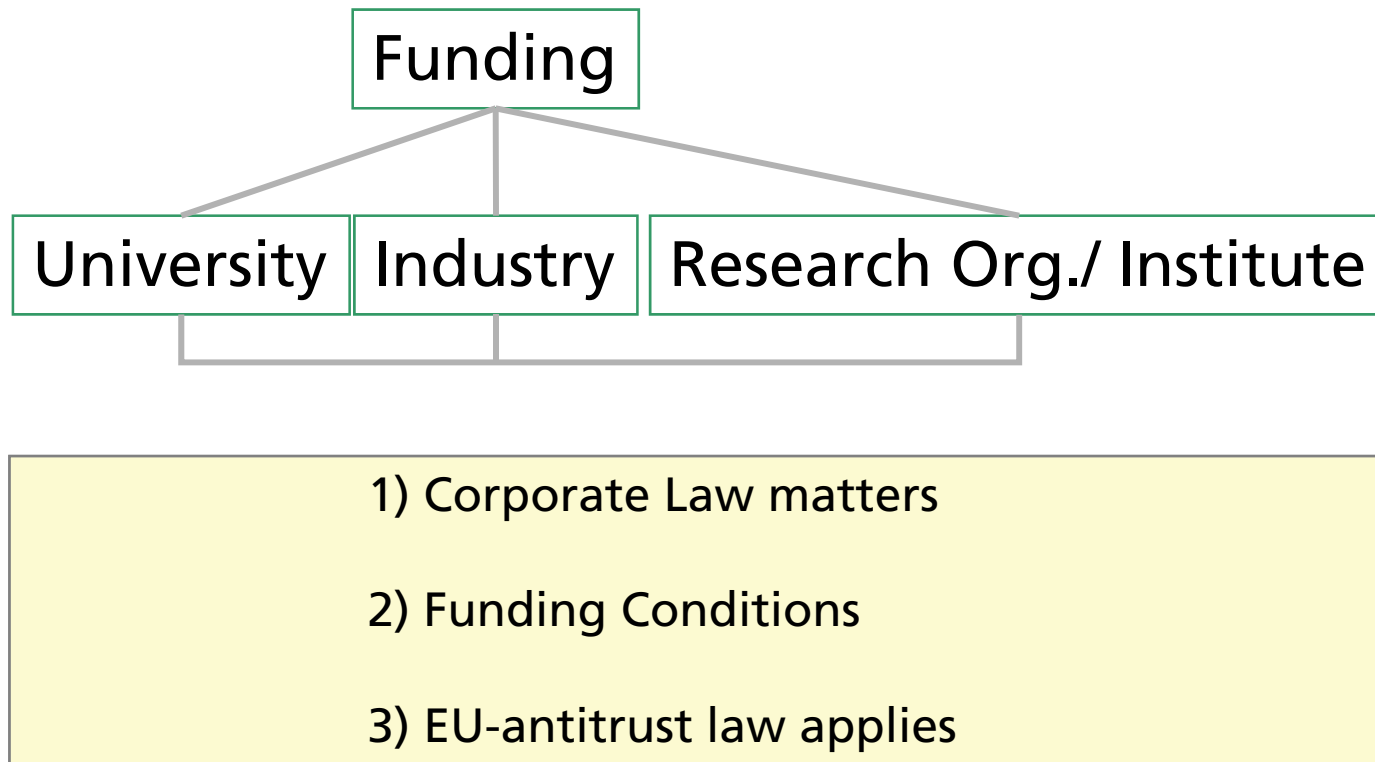 Funding
University Industry Research Org./ Institute
1) Corporate Law matters
2) Funding Conditions
3) EU-antitrust law applies